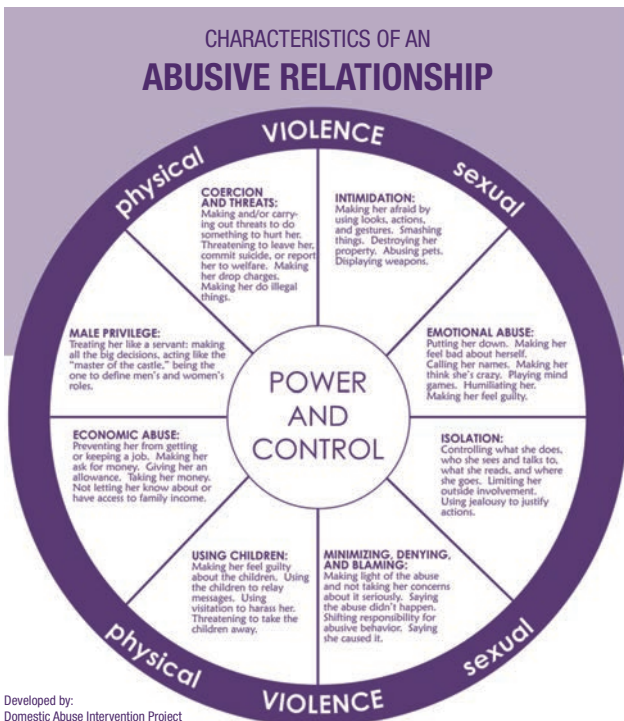 CHARACTERISTICS OF AN
ABUSIVE RELATIONSHIP
physical VIOLENCE sexual
COERCION
AND THREATS:
Making and/or carry-
ing out threats to do
something to hurt her.
Threatening to leave her,
commit suicide, or report
her to welfare. Making
her drop charges.
Making her do illegal
things.
INTIMIDATION:
Making her afraid by
using looks, actions,
and gestures. Smashing
things. Destroying her
property. Abusing pets.
Displaying weapons.
MALE PRIVILEGE:
Treating her like a servant: making
all the big decisions, acting like the
"master of the castle," being the
one to define men's and women's
roles.
EMOTIONAL ABUSE:
Putting her down. Making her
feel bad about herself.
Calling her names. Making her
think she's crazy. Playing mind
games. Humiliating her.
Making her feel guilty.
POWER
AND
CONTROL
ECONOMIC ABUSE:
Preventing her from getting
or keeping a job. Making her
ask for money. Giving her an
allowance. Taking her money.
Not letting her know about or
have access to family income.
ISOLATION:
Controlling what she does,
who she sees and talks to,
what she reads, and where
she goes. Limiting her
outside involvement.
Using jealousy to justify
actions.
USING CHILDREN:
Making her feel guilty
about the children. Using
the children to relay
messages. Using
visitation to harass her.
Threatening to take the
children away.
MINIMIZING, DENYING,
AND BLAMING:
Making light of the abuse
and not taking her concerns
about it seriously. Saying
the abuse didn't happen.
Shifting responsibility for
abusive behavior. Saying
she caused it.
physical VIOLENCE sexual
Developed by:
Domestic Abuse Intervention Project